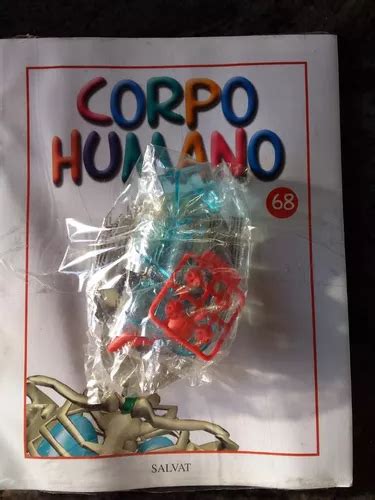 CORPO
HUMANO
68
SALVAT